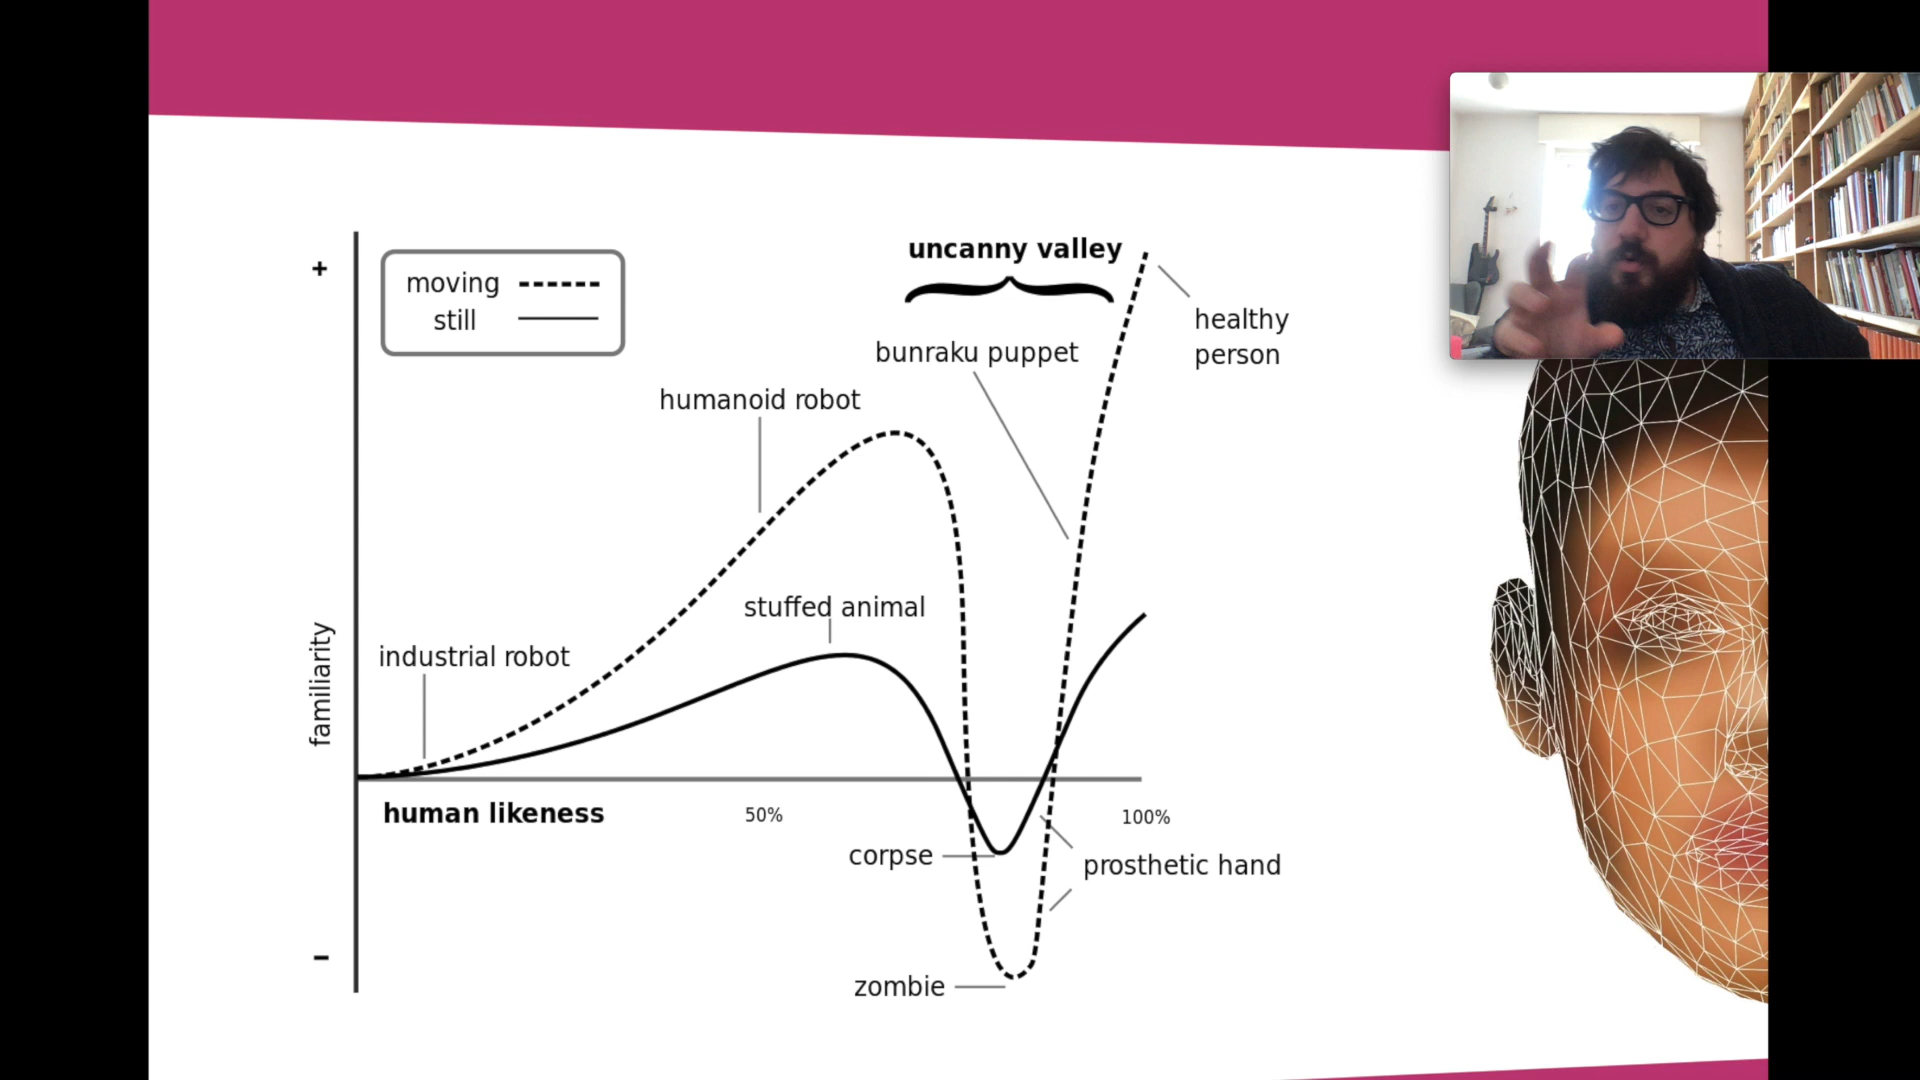 uncanny valley
+
moving
still
healthy
person
bunraku puppet
humanoid robot
stuffed animal
industrial robot
familiarity
human likeness
50%
100%
corpse
prosthetic hand
–
zombie